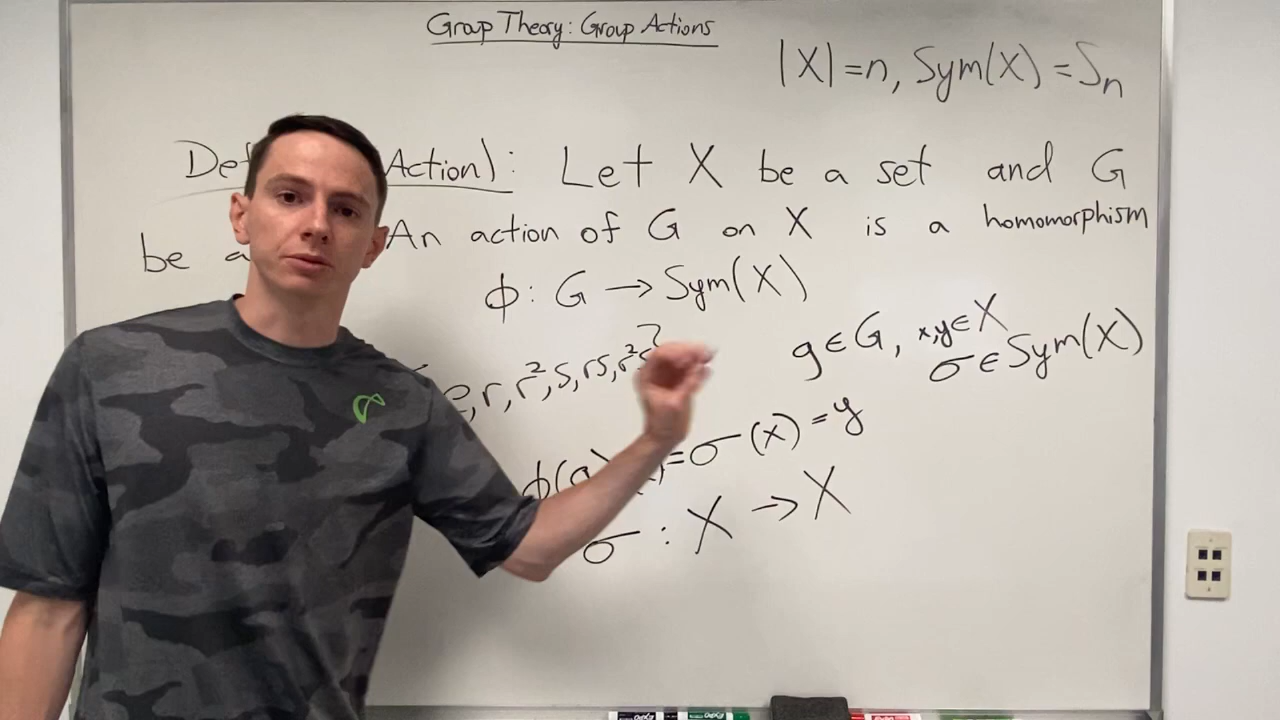 Group Theory: Group Actions
|X|=n, Sym(X)=Sn
Action): Let X be a set and G
be a An action of G on X is a homomorphism
ϕ: G → Sym(X)
g∈G, x,y∈X
σ∈Sym(X)
e,r,r²,s,rs,r²s
=σ(x)=y
σ: X → X